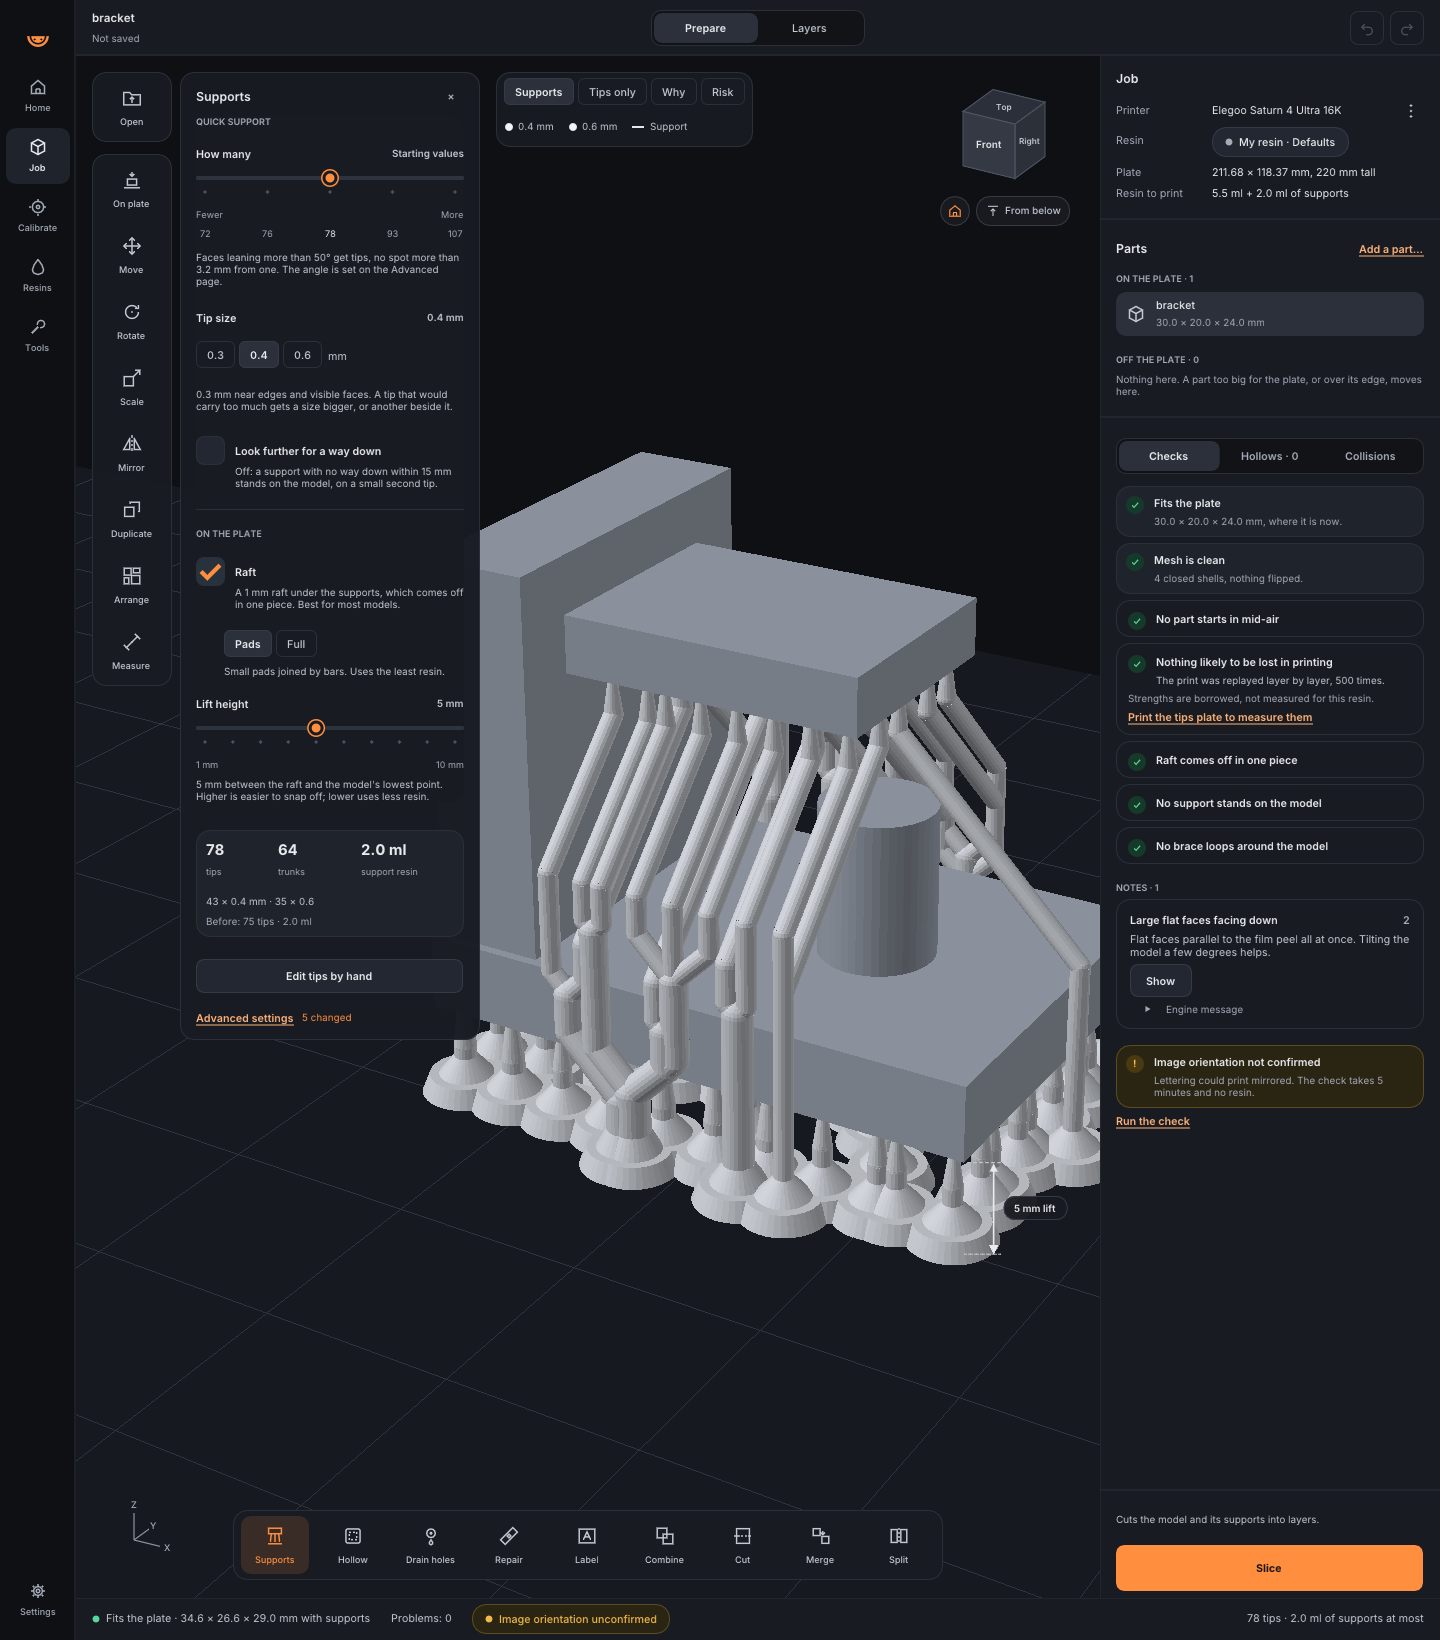 bracket
Not saved
Prepare
Layers
Home
Job
Calibrate
Resins
Tools
Settings
Open
On plate
Move
Rotate
Scale
Mirror
Duplicate
Arrange
Measure
Supports
×
QUICK SUPPORT
How many
Starting values
Fewer
More
72 76 78 93 107
Faces leaning more than 50° get tips, no spot more than
3.2 mm from one. The angle is set on the Advanced
page.
Tip size
0.4 mm
0.3 0.4 0.6 mm
0.3 mm near edges and visible faces. A tip that would
carry too much gets a size bigger, or another beside it.
Look further for a way down
Off: a support with no way down within 15 mm
stands on the model, on a small second tip.
ON THE PLATE
Raft
A 1 mm raft under the supports, which comes off
in one piece. Best for most models.
Pads Full
Small pads joined by bars. Uses the least resin.
Lift height
5 mm
1 mm
10 mm
5 mm between the raft and the model's lowest point.
Higher is easier to snap off; lower uses less resin.
78 64 2.0 ml
tips trunks support resin
43 × 0.4 mm · 35 × 0.6
Before: 75 tips · 2.0 ml
Edit tips by hand
Advanced settings 5 changed
Supports Tips only Why Risk
0.4 mm 0.6 mm Support
Top
Front
Right
From below
5 mm lift
Z
Y
X
Supports
Hollow
Drain holes
Repair
Label
Combine
Cut
Merge
Split
Job
Printer Elegoo Saturn 4 Ultra 16K
Resin My resin · Defaults
Plate 211.68 × 118.37 mm, 220 mm tall
Resin to print 5.5 ml + 2.0 ml of supports
Parts
Add a part...
ON THE PLATE · 1
bracket
30.0 × 20.0 × 24.0 mm
OFF THE PLATE · 0
Nothing here. A part too big for the plate, or over its edge, moves
here.
Checks Hollows · 0 Collisions
Fits the plate
30.0 × 20.0 × 24.0 mm, where it is now.
Mesh is clean
4 closed shells, nothing flipped.
No part starts in mid-air
Nothing likely to be lost in printing
The print was replayed layer by layer, 500 times.
Strengths are borrowed, not measured for this resin.
Print the tips plate to measure them
Raft comes off in one piece
No support stands on the model
No brace loops around the model
NOTES · 1
Large flat faces facing down 2
Flat faces parallel to the film peel all at once. Tilting the
model a few degrees helps.
Show
Engine message
Image orientation not confirmed
Lettering could print mirrored. The check takes 5
minutes and no resin.
Run the check
Cuts the model and its supports into layers.
Slice
Fits the plate · 34.6 × 26.6 × 29.0 mm with supports
Problems: 0
Image orientation unconfirmed
78 tips · 2.0 ml of supports at most